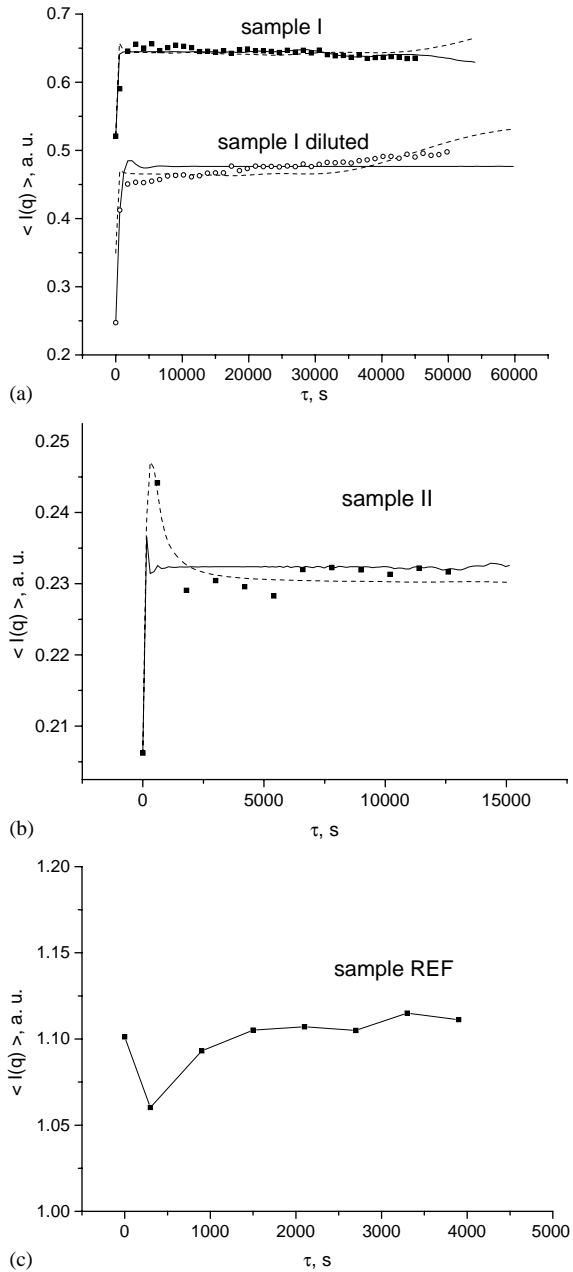 0.7
0.6
0.5
0.4
0.3
0.2
< I(q) >, a. u.
sample I
sample I diluted
0 10000 20000 30000 40000 50000 60000
τ, s
(a)
0.25
0.24
0.23
0.22
0.21
< I(q) >, a. u.
sample II
0 5000 10000 15000
τ, s
(b)
1.20
1.15
1.10
1.05
1.00
< I(q) >, a. u.
sample REF
0 1000 2000 3000 4000 5000
τ, s
(c)